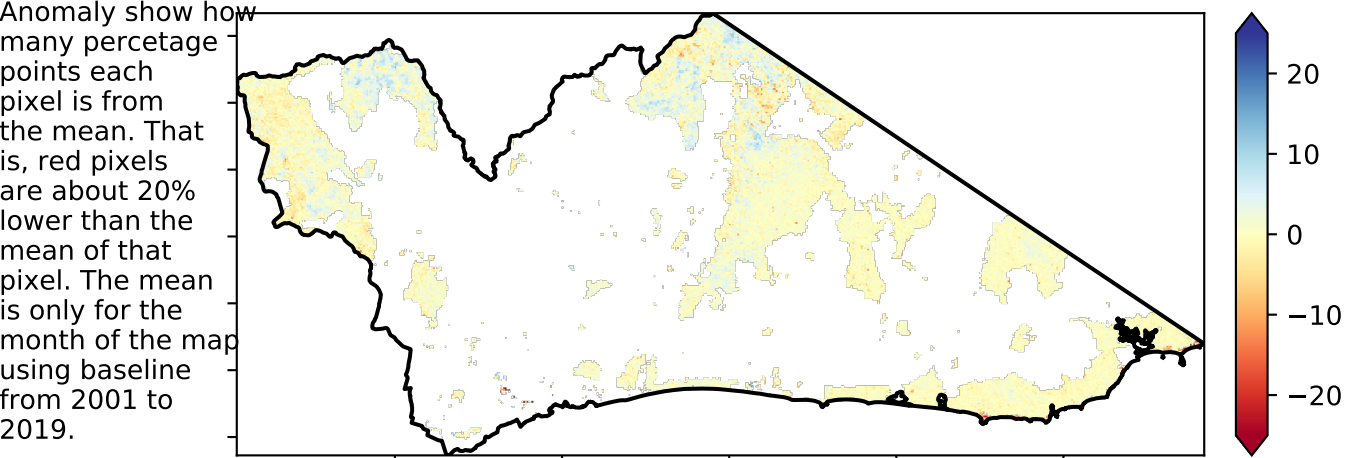 Anomaly show how
many percetage
points each
pixel is from
the mean. That
is, red pixels
are about 20%
lower than the
mean of that
pixel. The mean
is only for the
month of the map
using baseline
from 2001 to
2019.
20
10
0
−10
−20